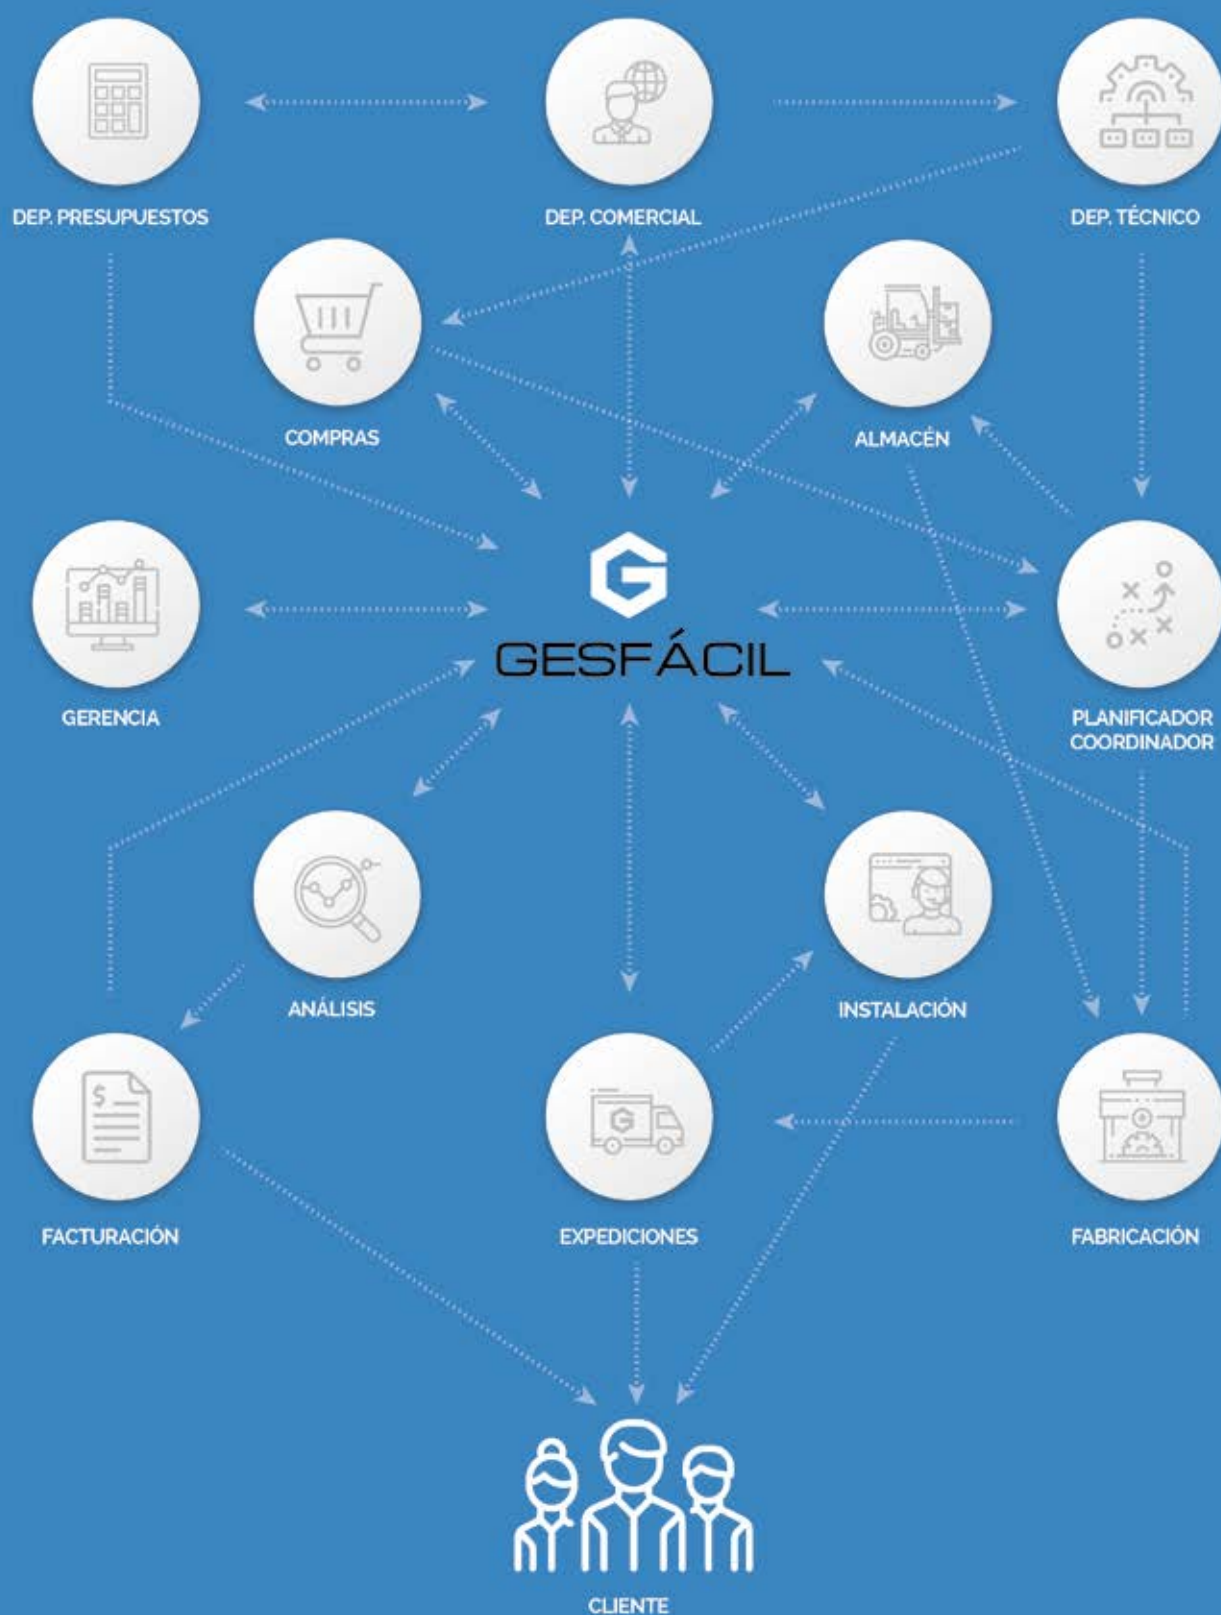 DEP. PRESUPUESTOS
DEP. COMERCIAL
DEP. TÉCNICO
COMPRAS
ALMACÉN
G
GESFÁCIL
GERENCIA
PLANIFICADOR
COORDINADOR
ANÁLISIS
INSTALACIÓN
$
G
FACTURACIÓN
EXPEDICIONES
FABRICACIÓN
CLIENTE